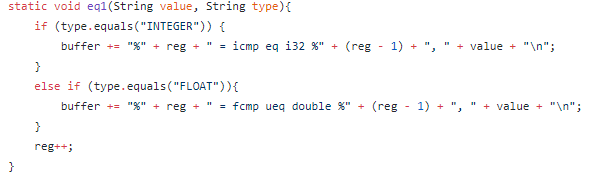 static void eq1(String value, String type){
    if (type.equals("INTEGER")) {
        buffer += "%" + reg + " = icmp eq i32 %" + (reg - 1) + ", " + value + "\n";
    }
    else if (type.equals("FLOAT")){
        buffer += "%" + reg + " = fcmp ueq double %" + (reg - 1) + ", " + value + "\n";
    }
    reg++;
}